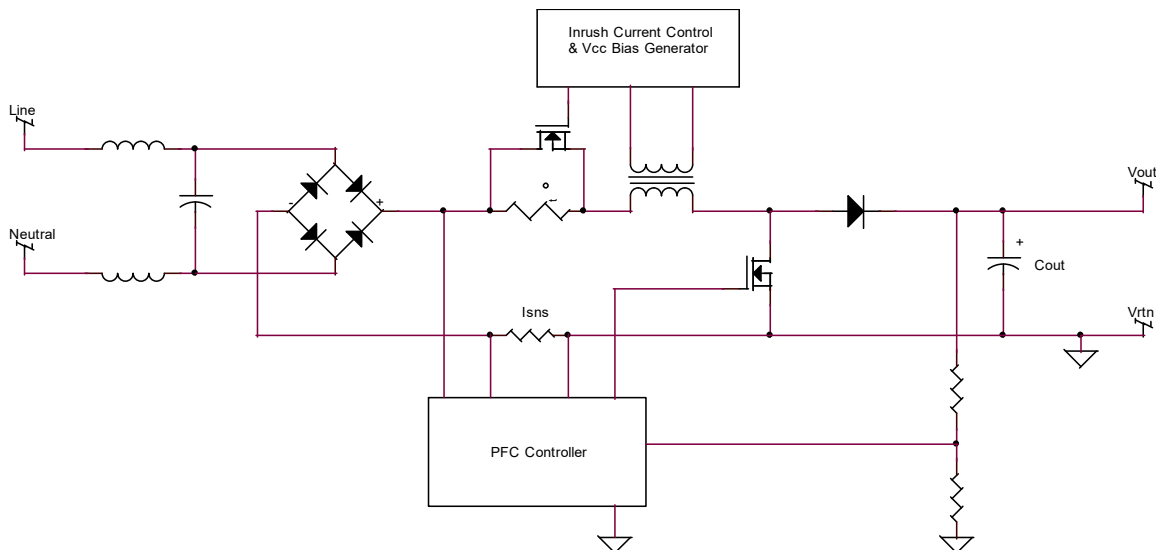 Inrush Current Control
& Vcc Bias Generator
Line
Neutral
-
+
Isns
Vout
+
Cout
Vrtn
PFC Controller